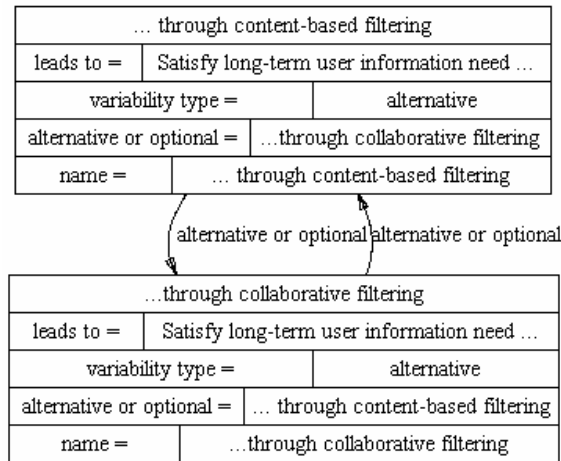 ... through content-based filtering
leads to = Satisfy long-term user information need ...
variability type = alternative
alternative or optional = ...through collaborative filtering
name = ... through content-based filtering
alternative or optional alternative or optional
...through collaborative filtering
leads to = Satisfy long-term user information need ...
variability type = alternative
alternative or optional = ... through content-based filtering
name = ...through collaborative filtering